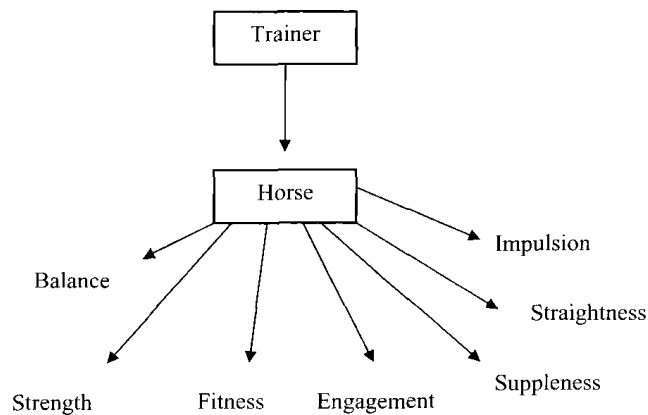 Trainer
Horse
Impulsion
Balance
Straightness
Suppleness
Strength
Fitness
Engagement